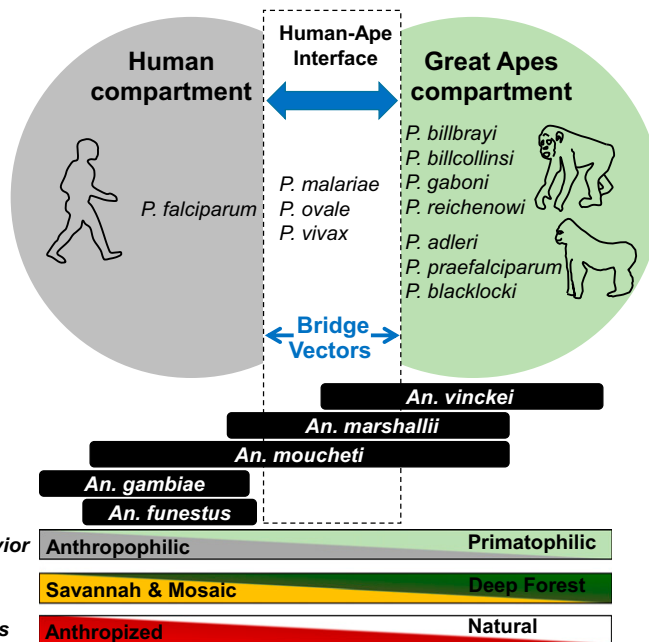 Human
compartment
Human-Ape
Interface
Great Apes
compartment
P. falciparum
P. malariae
P. ovale
P. vivax
P. billbrayi
P. billcollinsi
P. gaboni
P. reichenowi
P. adleri
P. praefalciparum
P. blacklocki
Bridge
Vectors
An. vinckei
An. marshallii
An. moucheti
An. gambiae
An. funestus
vior Anthropophilic Primatophilic
Savannah & Mosaic Deep Forest
s Anthropized Natural